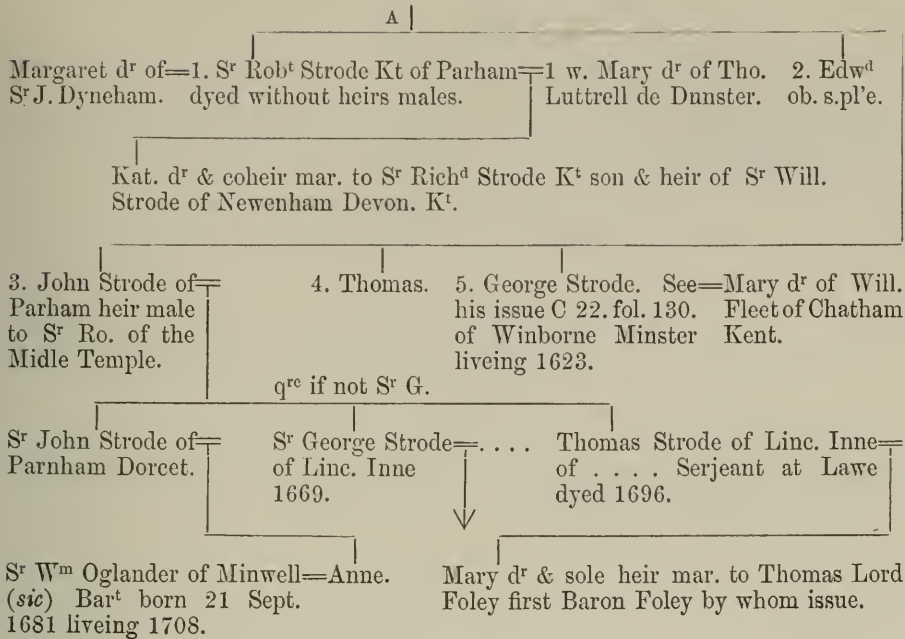 A
Margaret dʳ of=1. Sʳ Robᵗ Strode Kt of Parham=1 w. Mary dʳ of Tho. 2. Edwᵈ
Sʳ J. Dyneham. dyed without heirs males. Luttrell de Dunster. ob. s.pl'e.
Kat. dʳ & coheir mar. to Sʳ Richᵈ Strode Kᵗ son & heir of Sʳ Will.
Strode of Newenham Devon. Kᵗ.
3. John Strode of= 4. Thomas. 5. George Strode. See=Mary dʳ of Will.
Parham heir male his issue C 22. fol. 130. Fleet of Chatham
to Sʳ Ro. of the of Winborne Minster Kent.
Midle Temple. liveing 1623.
qʳᵉ if not Sʳ G.
Sʳ John Strode of= Sʳ George Strode=.... Thomas Strode of Linc. Inne=
Parnham Dorcet. of Linc. Inne of .... Serjeant at Lawe
1669. dyed 1696.
Sʳ Wᵐ Oglander of Minwell=Anne. Mary dʳ & sole heir mar. to Thomas Lord
(sic) Barᵗ born 21 Sept. Foley first Baron Foley by whom issue.
1681 liveing 1708.